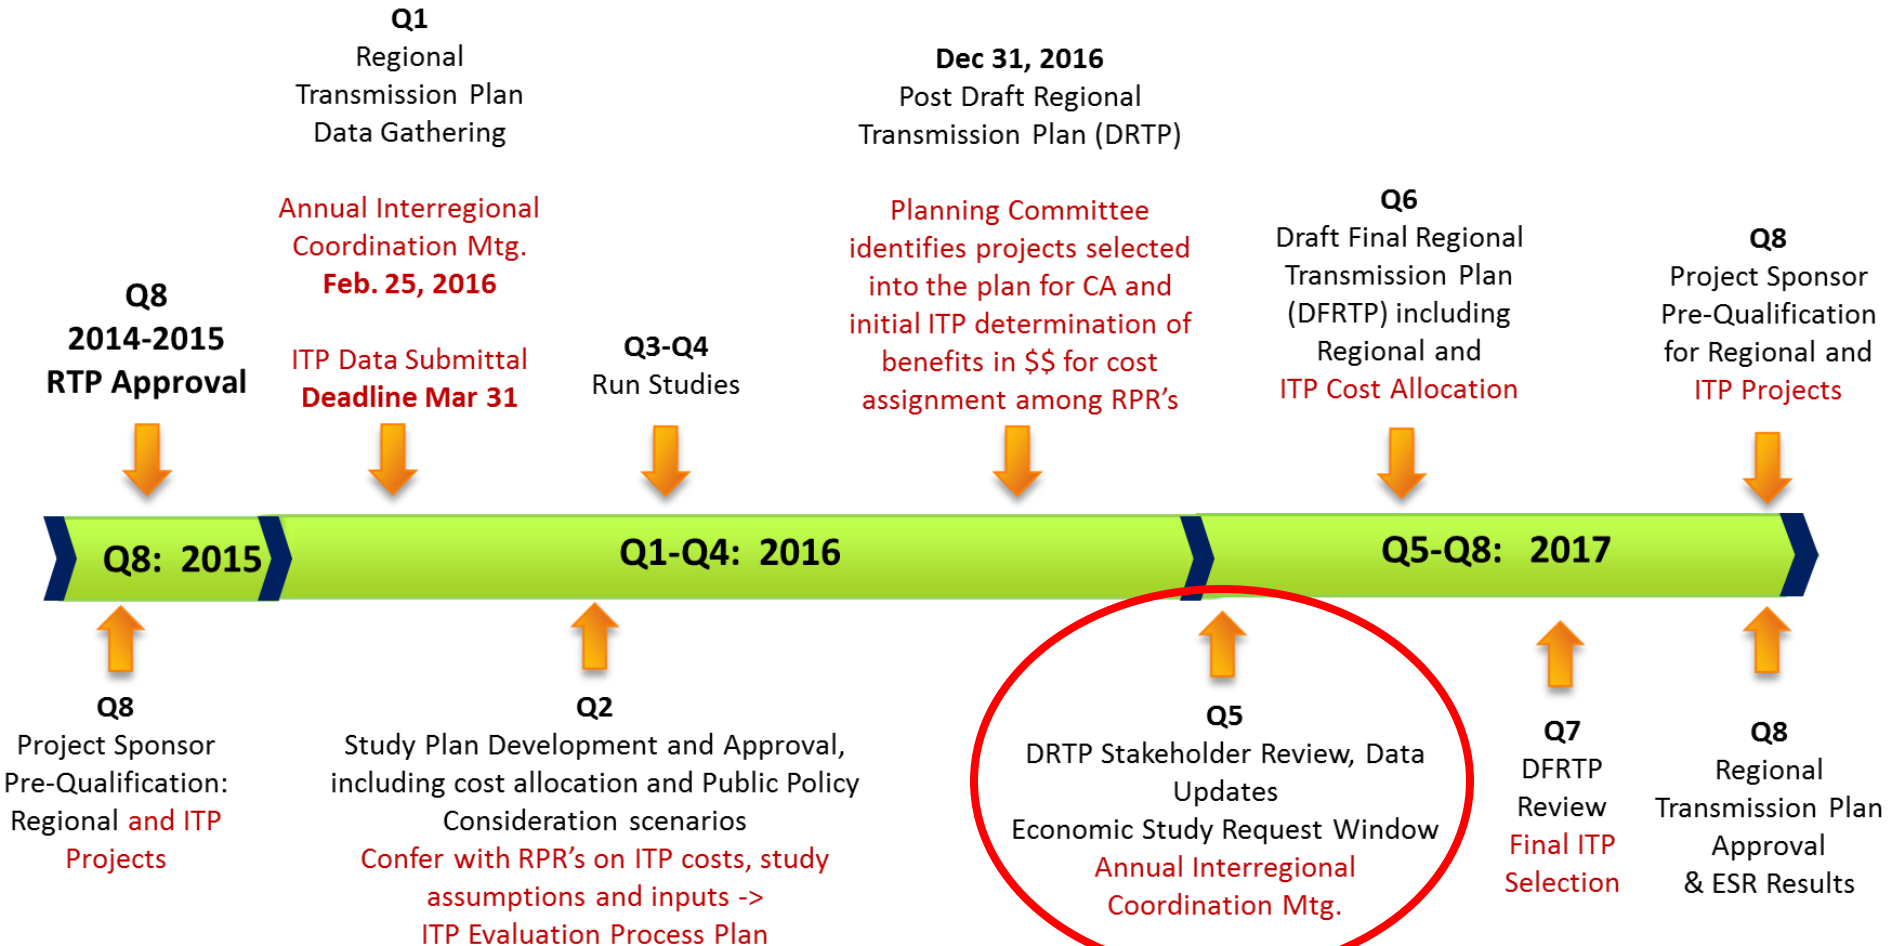 Q1
Regional
Transmission Plan
Data Gathering
Annual Interregional
Coordination Mtg.
Feb. 25, 2016
ITP Data Submittal
Deadline Mar 31
Dec 31, 2016
Post Draft Regional
Transmission Plan (DRTP)
Planning Committee
identifies projects selected
into the plan for CA and
initial ITP determination of
benefits in $$ for cost
assignment among RPR’s
Q6
Draft Final Regional
Transmission Plan
(DFRTP) including
Regional and
ITP Cost Allocation
Q8
Project Sponsor
Pre-Qualification
for Regional and
ITP Projects
Q8
2014-2015
RTP Approval
Q3-Q4
Run Studies
Q8: 2015
Q1-Q4: 2016
Q5-Q8: 2017
Q8
Project Sponsor
Pre-Qualification:
Regional and ITP
Projects
Q2
Study Plan Development and Approval,
including cost allocation and Public Policy
Consideration scenarios
Confer with RPR’s on ITP costs, study
assumptions and inputs ->
ITP Evaluation Process Plan
Q5
DRTP Stakeholder Review, Data
Updates
Economic Study Request Window
Annual Interregional
Coordination Mtg.
Q7
DFRTP
Review
Final ITP
Selection
Q8
Regional
Transmission Plan
Approval
& ESR Results